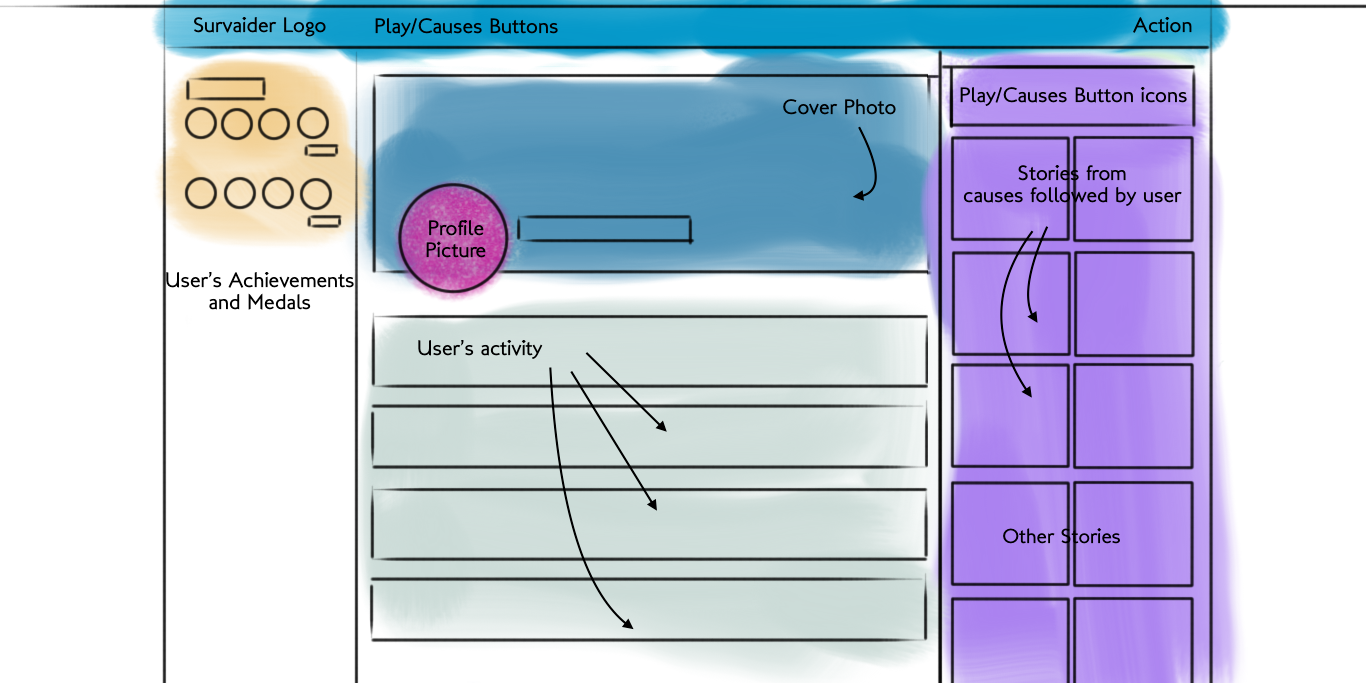 Survaider Logo
Play/Causes Buttons
Action
User's Achievements
and Medals
Cover Photo
Profile
Picture
User's activity
Play/Causes Button icons
Stories from
causes followed by user
Other Stories